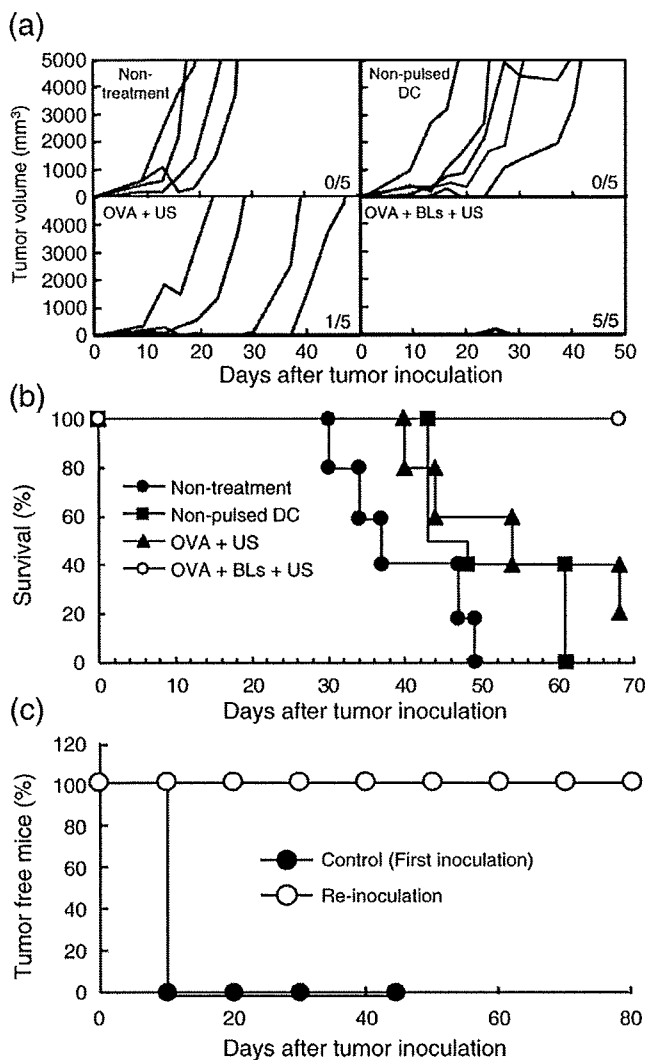 (a)
Tumor volume (mm³)
5000
4000
3000
2000
1000
0
Non-
treatment
0/5
Non-pulsed
DC
0/5
4000
3000
2000
1000
0
OVA + US
1/5
OVA + BLs + US
5/5
0 10 20 30 40 0 10 20 30 40 50
Days after tumor inoculation
(b)
Survival (%)
100
80
60
40
20
0
Non-treatment
Non-pulsed DC
OVA + US
OVA + BLs + US
0 10 20 30 40 50 60 70
Days after tumor inoculation
(c)
Tumor free mice (%)
120
100
80
60
40
20
0
Control (First inoculation)
Re-inoculation
0 20 40 60 80
Days after tumor inoculation